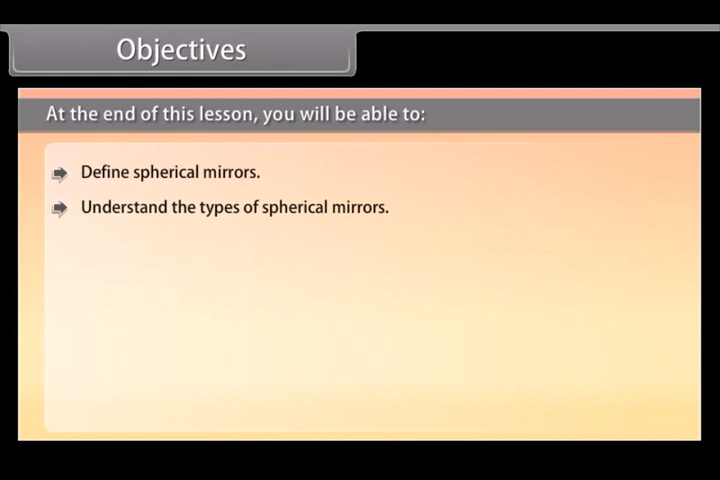 Objectives
At the end of this lesson, you will be able to:
Define spherical mirrors.
Understand the types of spherical mirrors.